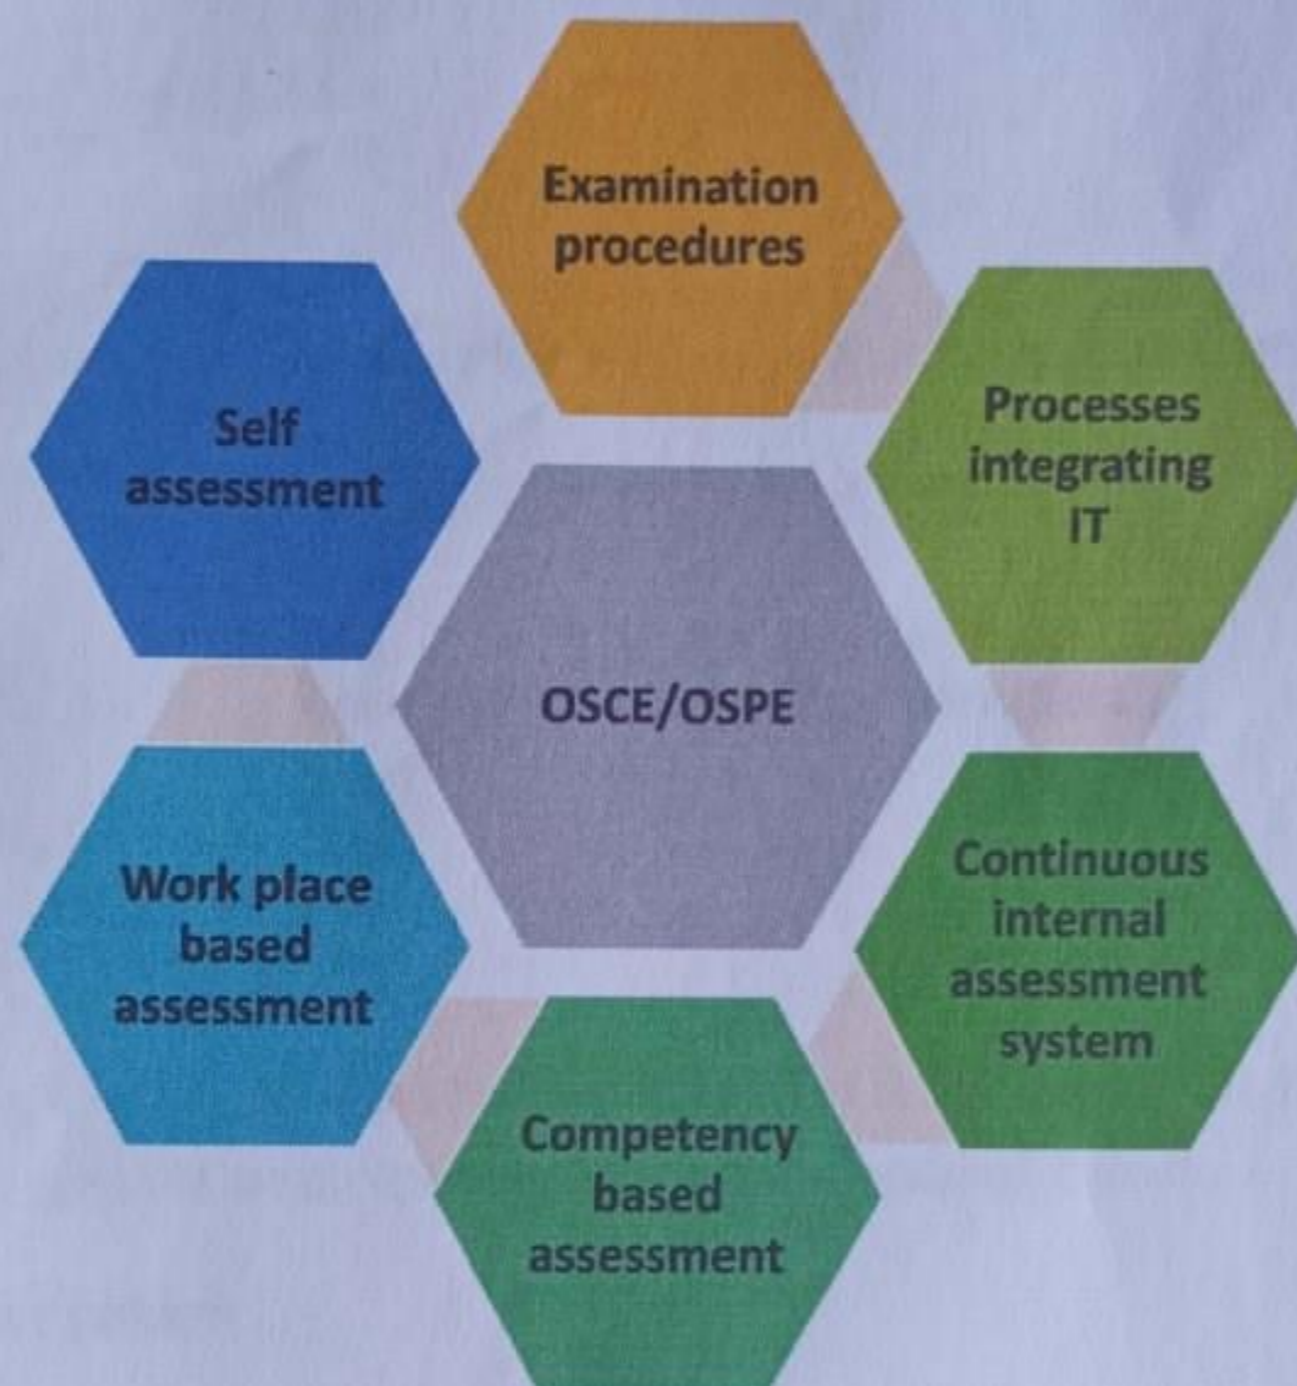 Examination
procedures
Processes
integrating
IT
Continuous
internal
assessment
system
Competency
based
assessment
Work place
based
assessment
Self
assessment
OSCE/OSPE